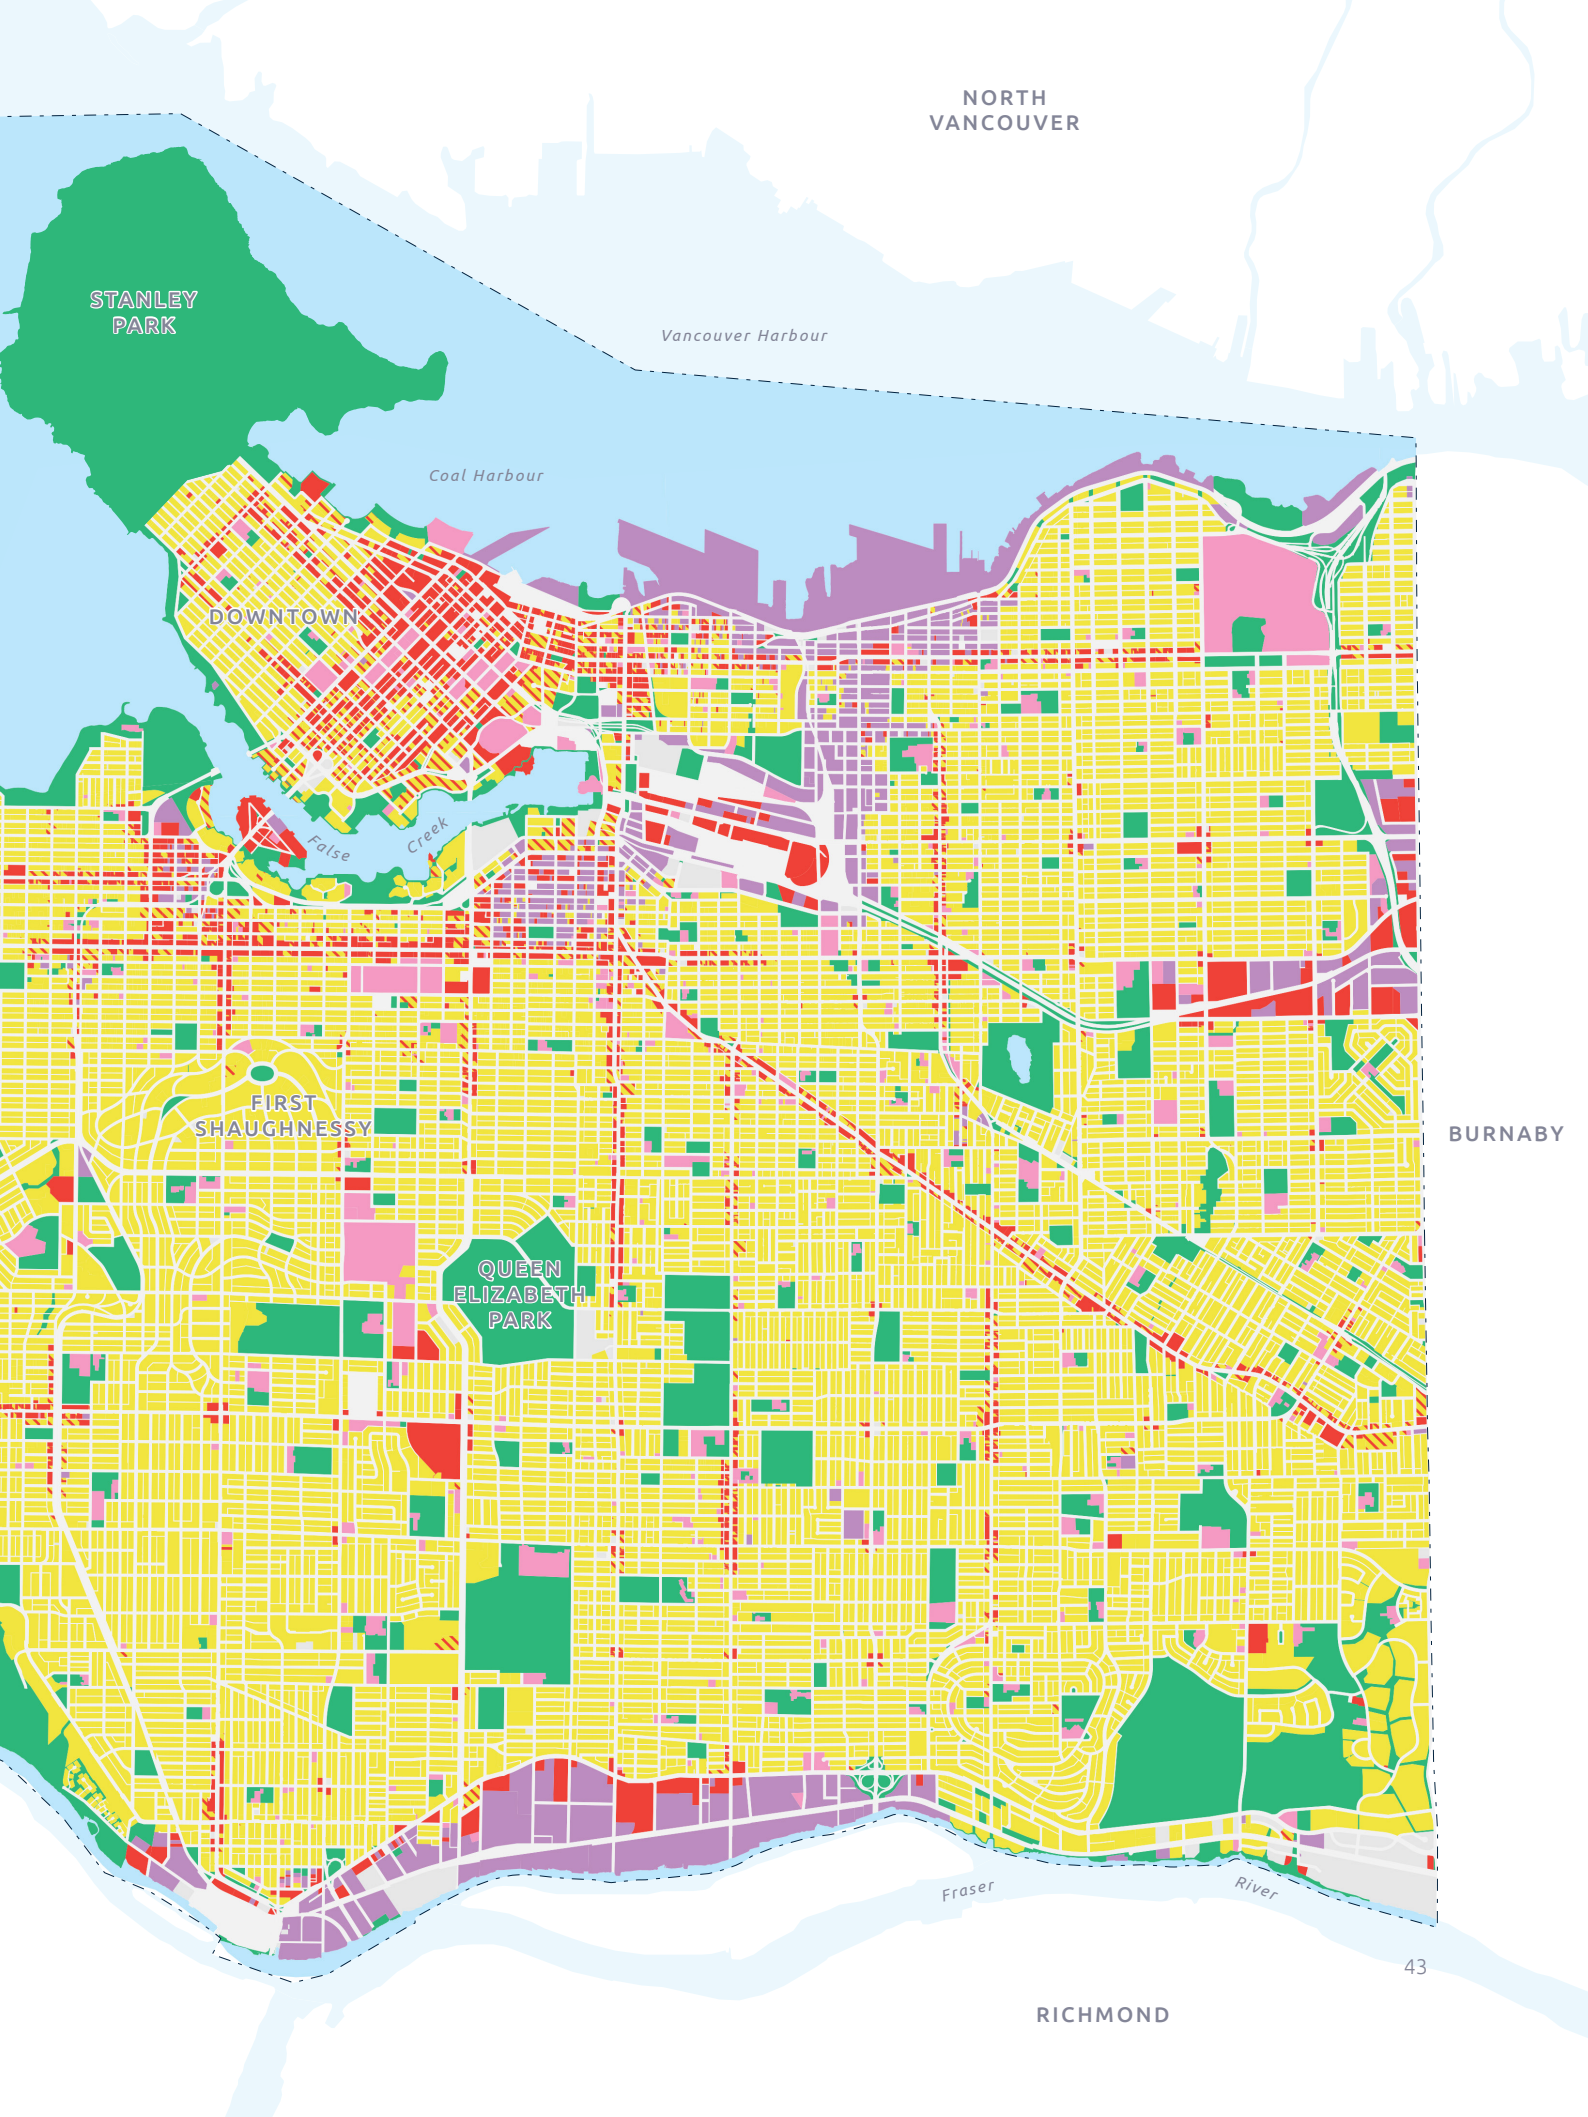 NORTH
VANCOUVER
STANLEY
PARK
Vancouver Harbour
Coal Harbour
DOWNTOWN
False
Creek
FIRST
SHAUGHNESSY
BURNABY
QUEEN
ELIZABETH
PARK
Fraser
River
43
RICHMOND